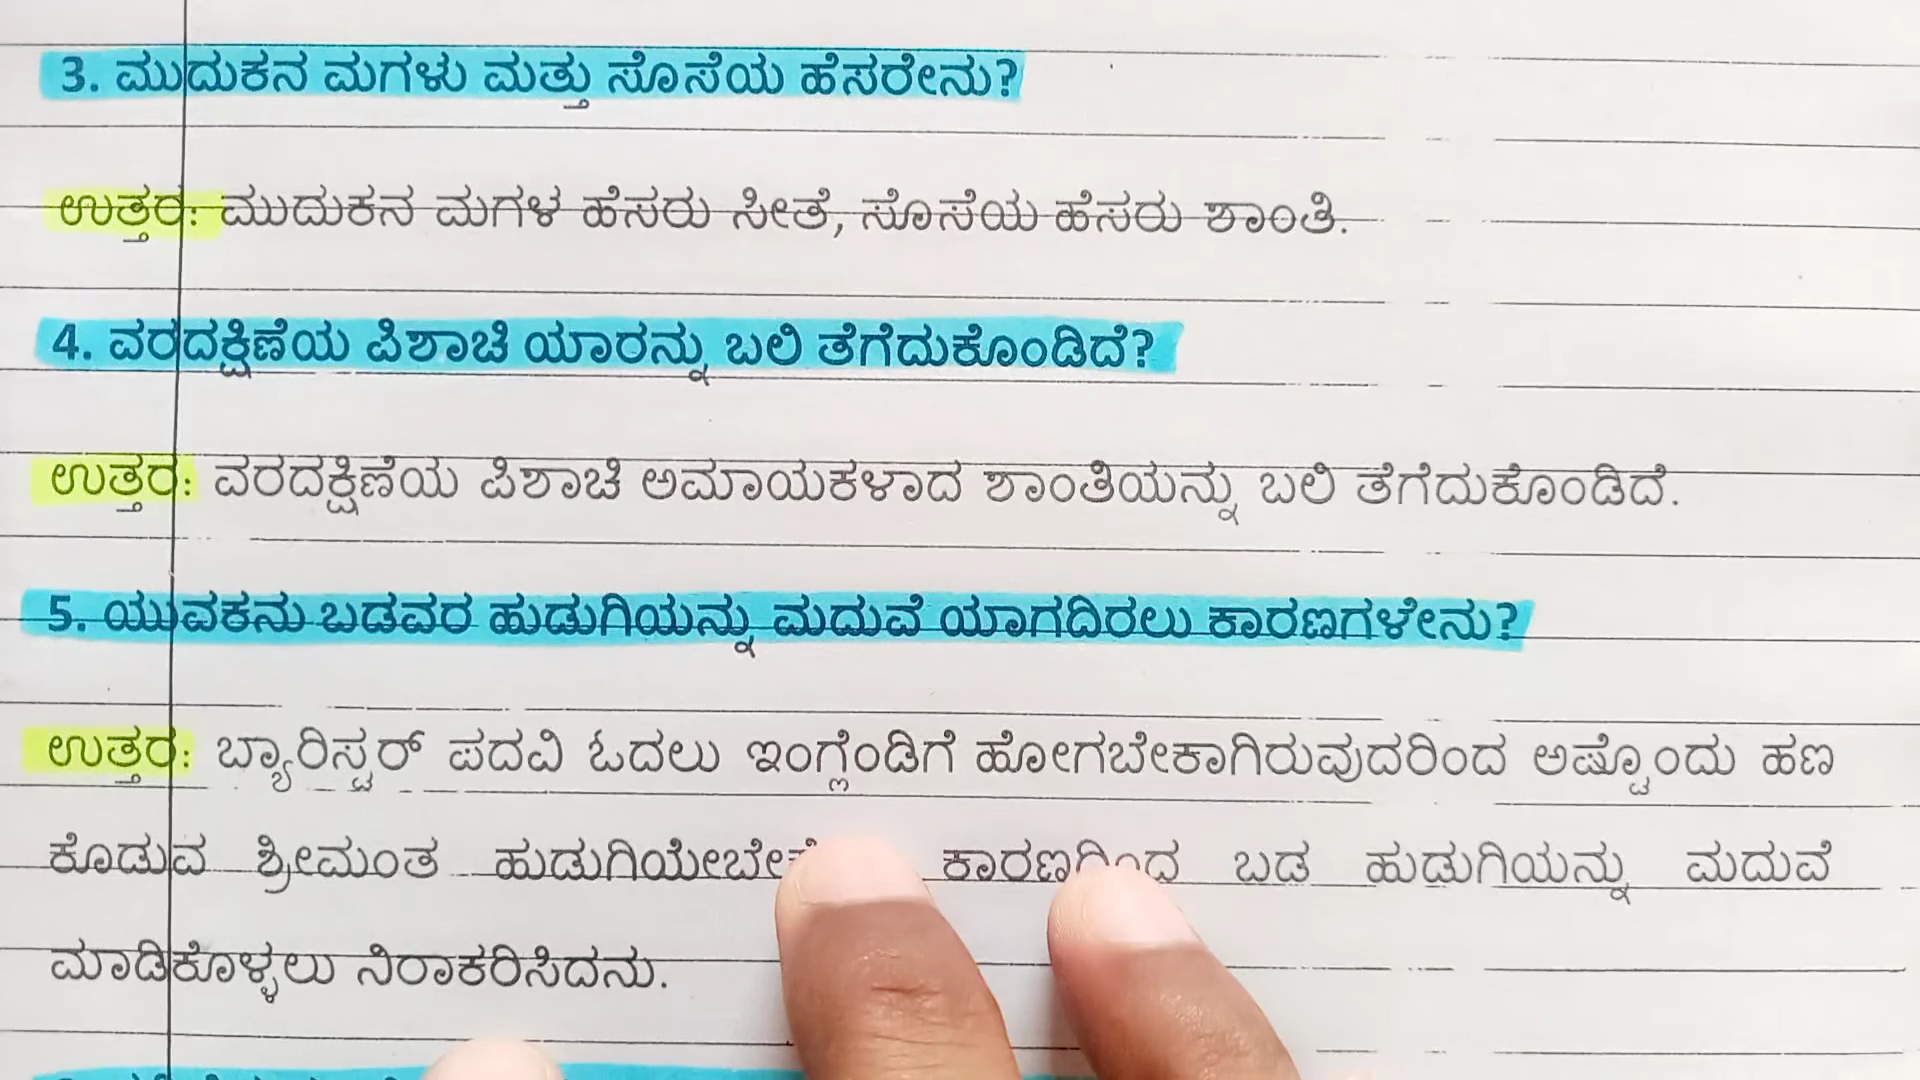 3. ಮುದುಕನ ಮಗಳು ಮತ್ತು ಸೊಸೆಯ ಹೆಸರೇನು?
ಉತ್ತರ: ಮುದುಕನ ಮಗಳ ಹೆಸರು ಸೀತೆ, ಸೊಸೆಯ ಹೆಸರು ಶಾಂತಿ.
4. ವರದಕ್ಷಿಣೆಯ ಪಿಶಾಚಿ ಯಾರನ್ನು ಬಲಿ ತೆಗೆದುಕೊಂಡಿದೆ?
ಉತ್ತರ: ವರದಕ್ಷಿಣೆಯ ಪಿಶಾಚಿ ಅಮಾಯಕಳಾದ ಶಾಂತಿಯನ್ನು ಬಲಿ ತೆಗೆದುಕೊಂಡಿದೆ.
5. ಯುವಕನು ಬಡವರ ಹುಡುಗಿಯನ್ನು ಮದುವೆ ಯಾಗದಿರಲು ಕಾರಣಗಳೇನು?
ಉತ್ತರ: ಬ್ಯಾರಿಸ್ಟರ್ ಪದವಿ ಓದಲು ಇಂಗ್ಲೆಂಡಿಗೆ ಹೋಗಬೇಕಾಗಿರುವುದರಿಂದ ಅಷ್ಟೊಂದು ಹಣ
ಕೊಡುವ ಶ್ರೀಮಂತ ಕಾರಣದಿಂದ ಬಡ ಹುಡುಗಿಯನ್ನು ಮದುವೆ
ಮಾಡಿಕೊಳ್ಳಲು ನಿರಾಕರಿಸಿದನು.